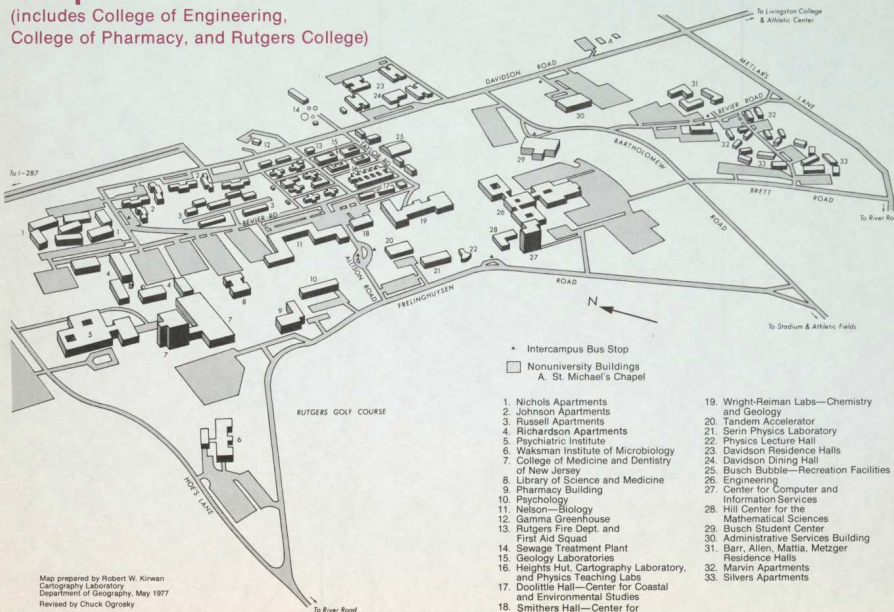 (includes College of Engineering,
College of Pharmacy, and Rutgers College)
To Livingston College
& Athletic Center
METLARS LANE
DAVIDSON ROAD
BEVIER ROAD
BARTHOLOMEW ROAD
BRETT ROAD
To I-287
BEVIER RD
TAYLOR RD
ALLISON ROAD
FRELINGHUYSEN ROAD
To River Roa
To Stadium & Athletic Fields
N
RUTGERS GOLF COURSE
HOE'S LANE
To River Road
Intercampus Bus Stop
Nonuniversity Buildings
A. St. Michael's Chapel
1. Nichols Apartments
2. Johnson Apartments
3. Russell Apartments
4. Richardson Apartments
5. Psychiatric Institute
6. Waksman Institute of Microbiology
7. College of Medicine and Dentistry
of New Jersey
8. Library of Science and Medicine
9. Pharmacy Building
10. Psychology
11. Nelson—Biology
12. Gamma Greenhouse
13. Rutgers Fire Dept. and
First Aid Squad
14. Sewage Treatment Plant
15. Geology Laboratories
16. Heights Hut, Cartography Laboratory,
and Physics Teaching Labs
17. Doolittle Hall—Center for Coastal
and Environmental Studies
18. Smithers Hall—Center for
19. Wright-Reiman Labs—Chemistry
and Geology
20. Tandem Accelerator
21. Serin Physics Laboratory
22. Physics Lecture Hall
23. Davidson Residence Halls
24. Davidson Dining Hall
25. Busch Bubble—Recreation Facilities
26. Engineering
27. Center for Computer and
Information Services
28. Hill Center for the
Mathematical Sciences
29. Busch Student Center
30. Administrative Services Building
31. Barr, Allen, Mattia, Metzger
Residence Halls
32. Marvin Apartments
33. Silvers Apartments
Map prepared by Robert W. Kirwan
Cartography Laboratory
Department of Geography, May 1977
Revised by Chuck Ogrosky